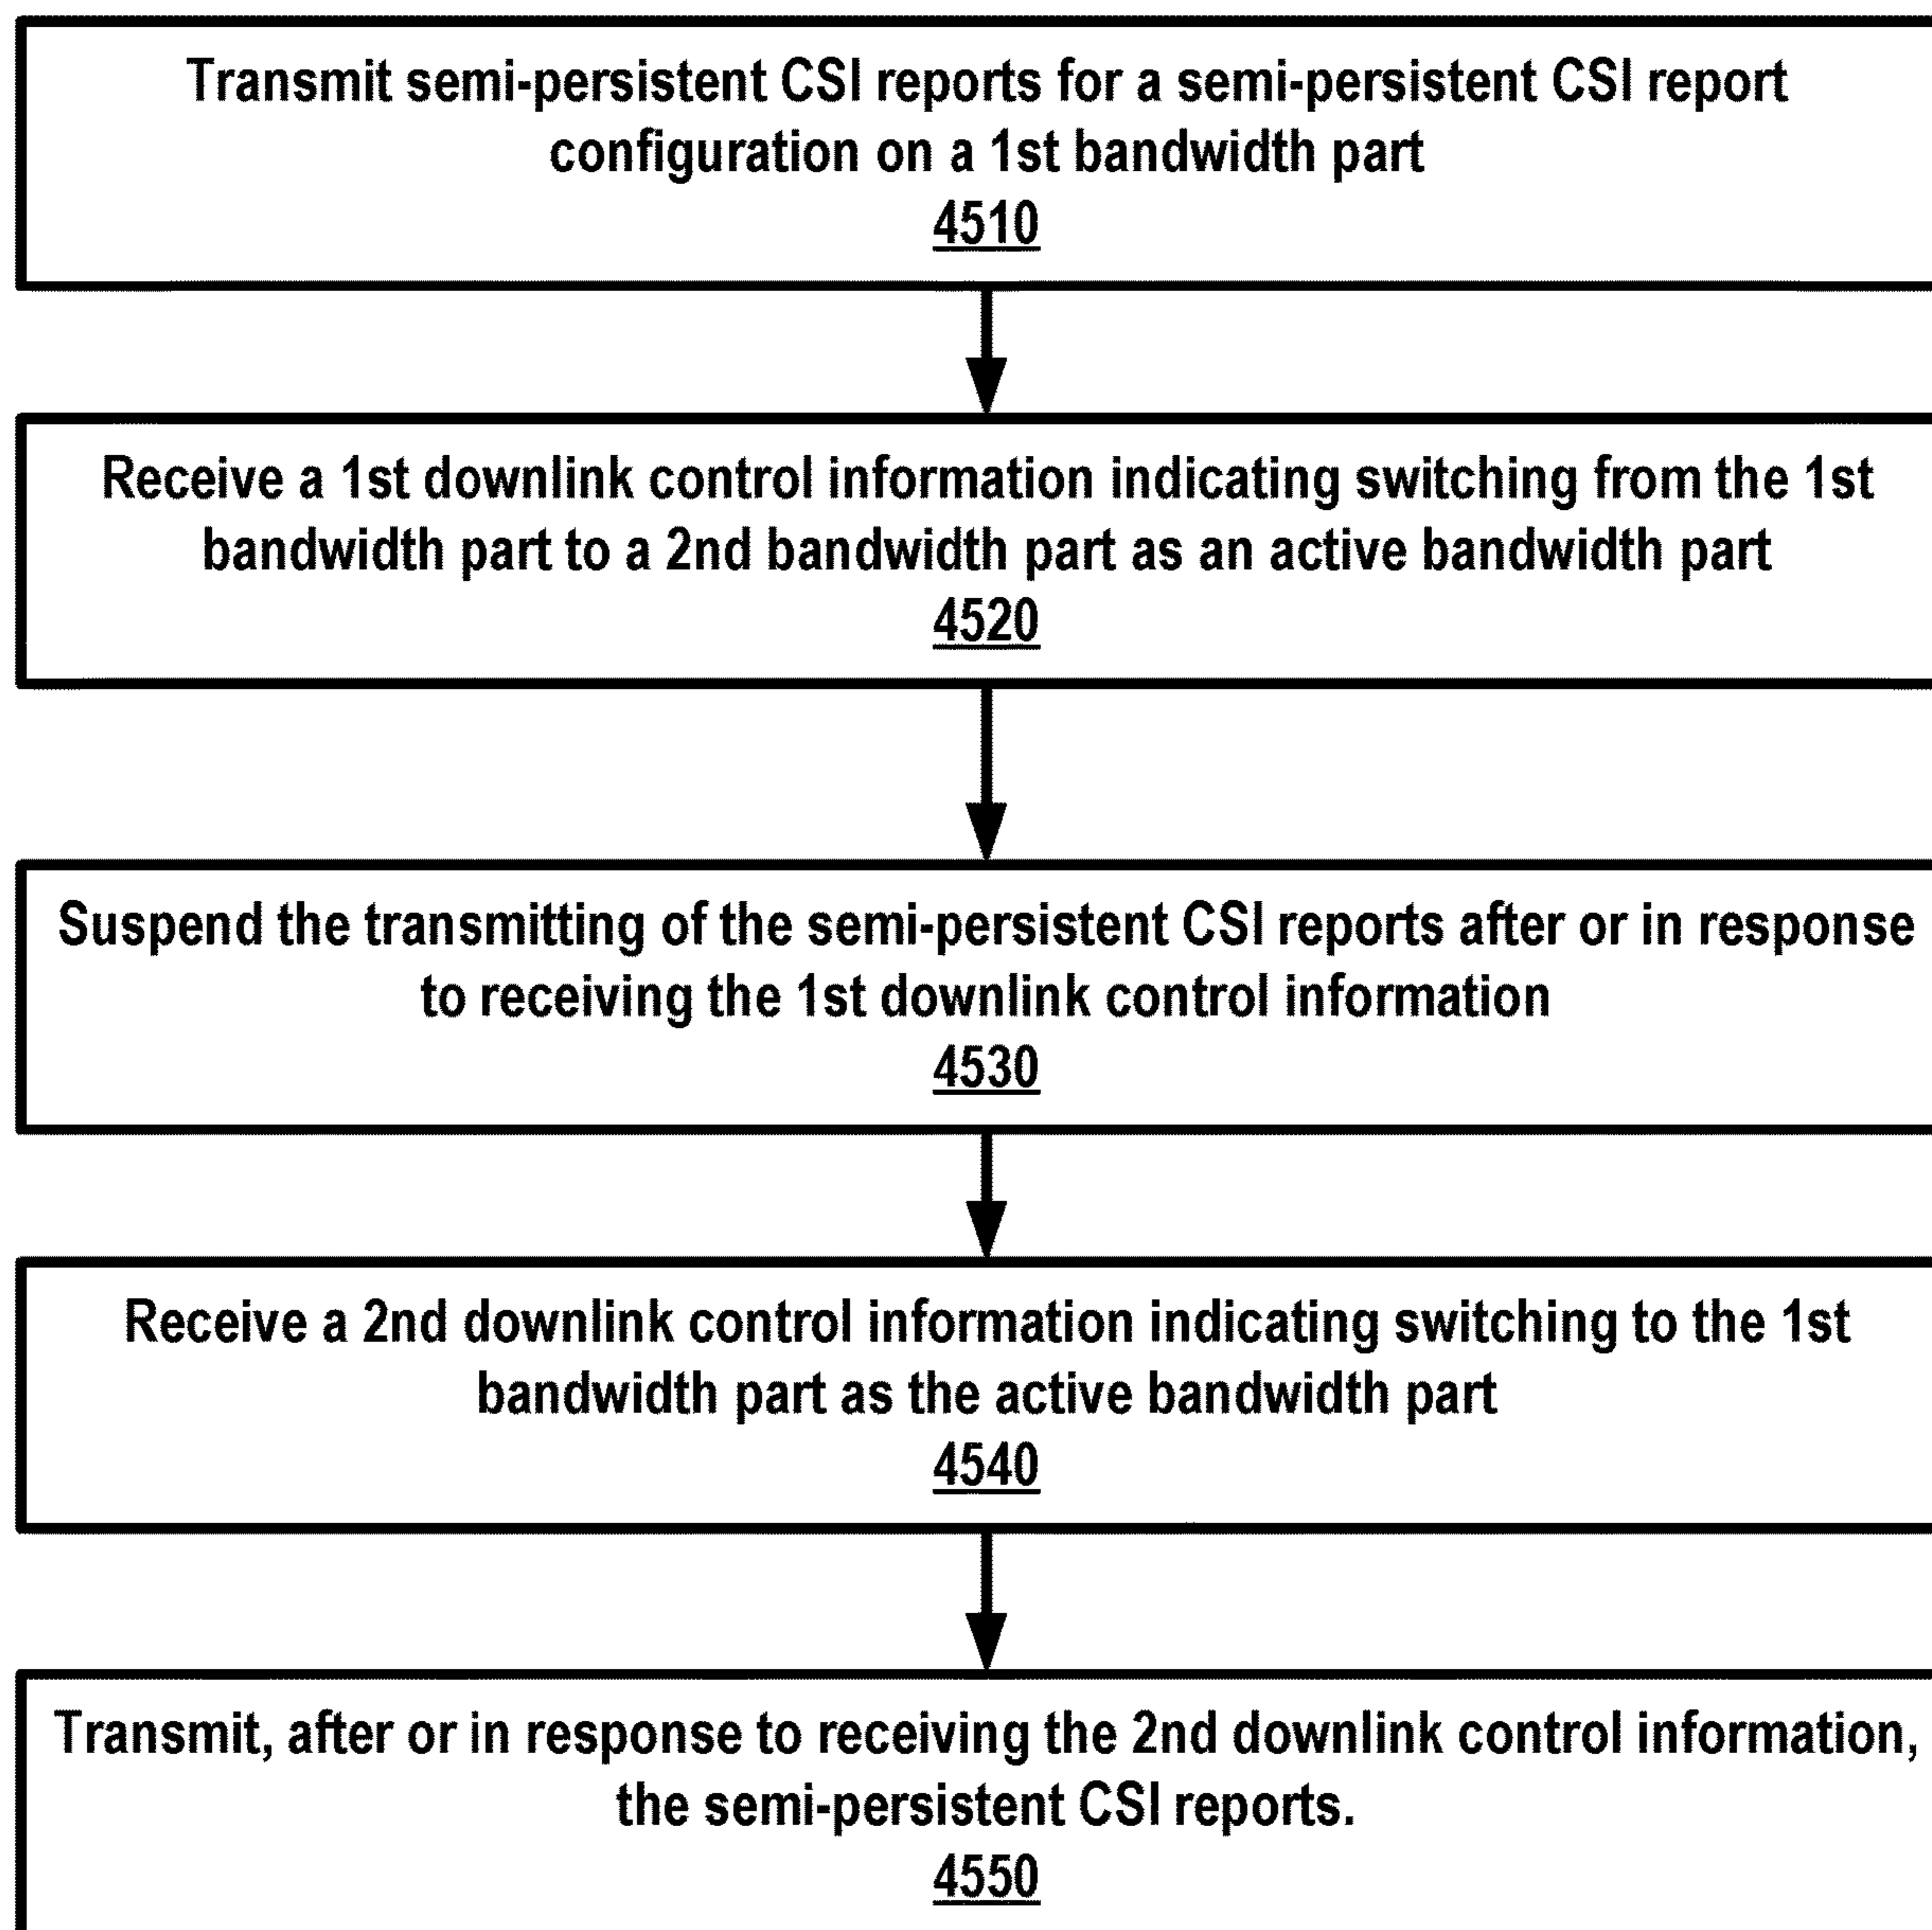 Transmit semi-persistent CSI reports for a semi-persistent CSI report
configuration on a 1st bandwidth part
4510
Receive a 1st downlink control information indicating switching from the 1st
bandwidth part to a 2nd bandwidth part as an active bandwidth part
4520
Suspend the transmitting of the semi-persistent CSI reports after or in response
to receiving the 1st downlink control information
4530
Receive a 2nd downlink control information indicating switching to the 1st
bandwidth part as the active bandwidth part
4540
Transmit, after or in response to receiving the 2nd downlink control information,
the semi-persistent CSI reports.
4550